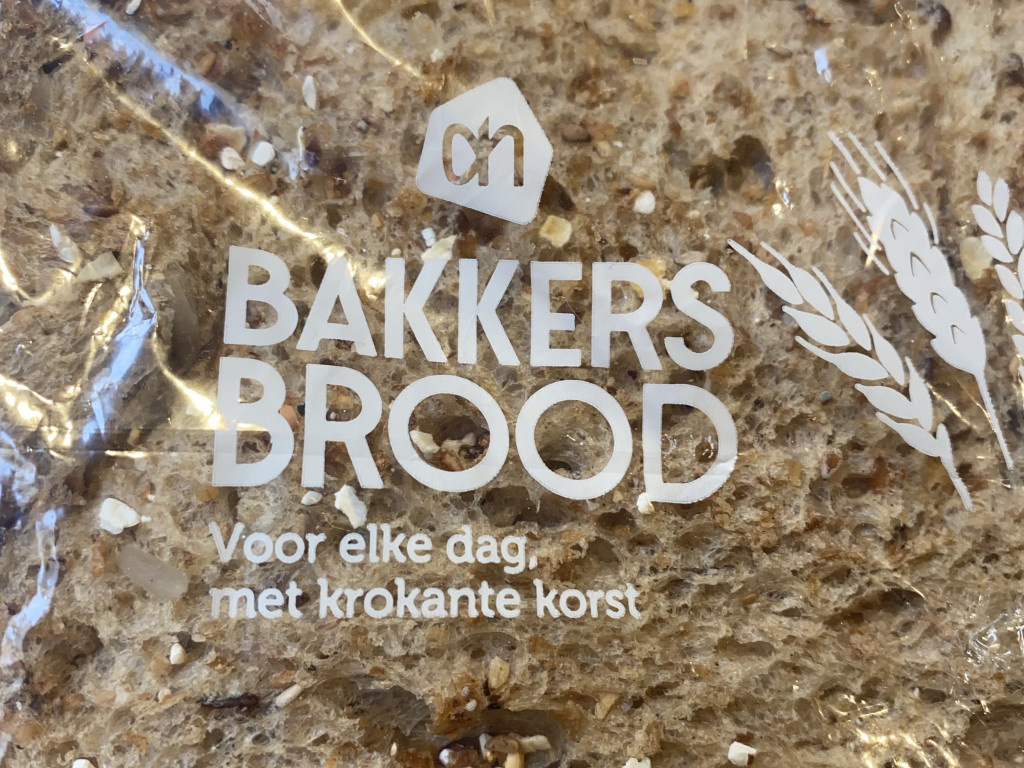 ah
BAKKERS
BROOD
Voor elke dag,
met krokante korst